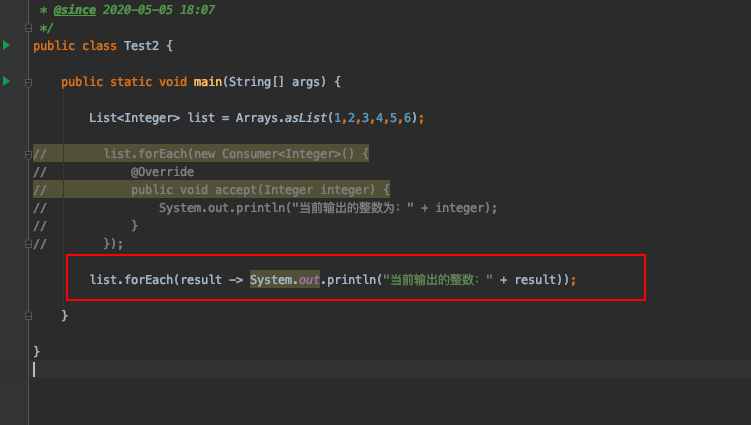 * @since 2020-05-05 18:07
*/
public class Test2 {
public static void main(String[] args) {
List<Integer> list = Arrays.asList(1,2,3,4,5,6);
//        list.forEach(new Consumer<Integer>() {
//            @Override
//            public void accept(Integer integer) {
//                System.out.println("当前输出的整数为：" + integer);
//            }
//        });
list.forEach(result -> System.out.println("当前输出的整数：" + result));
}
}